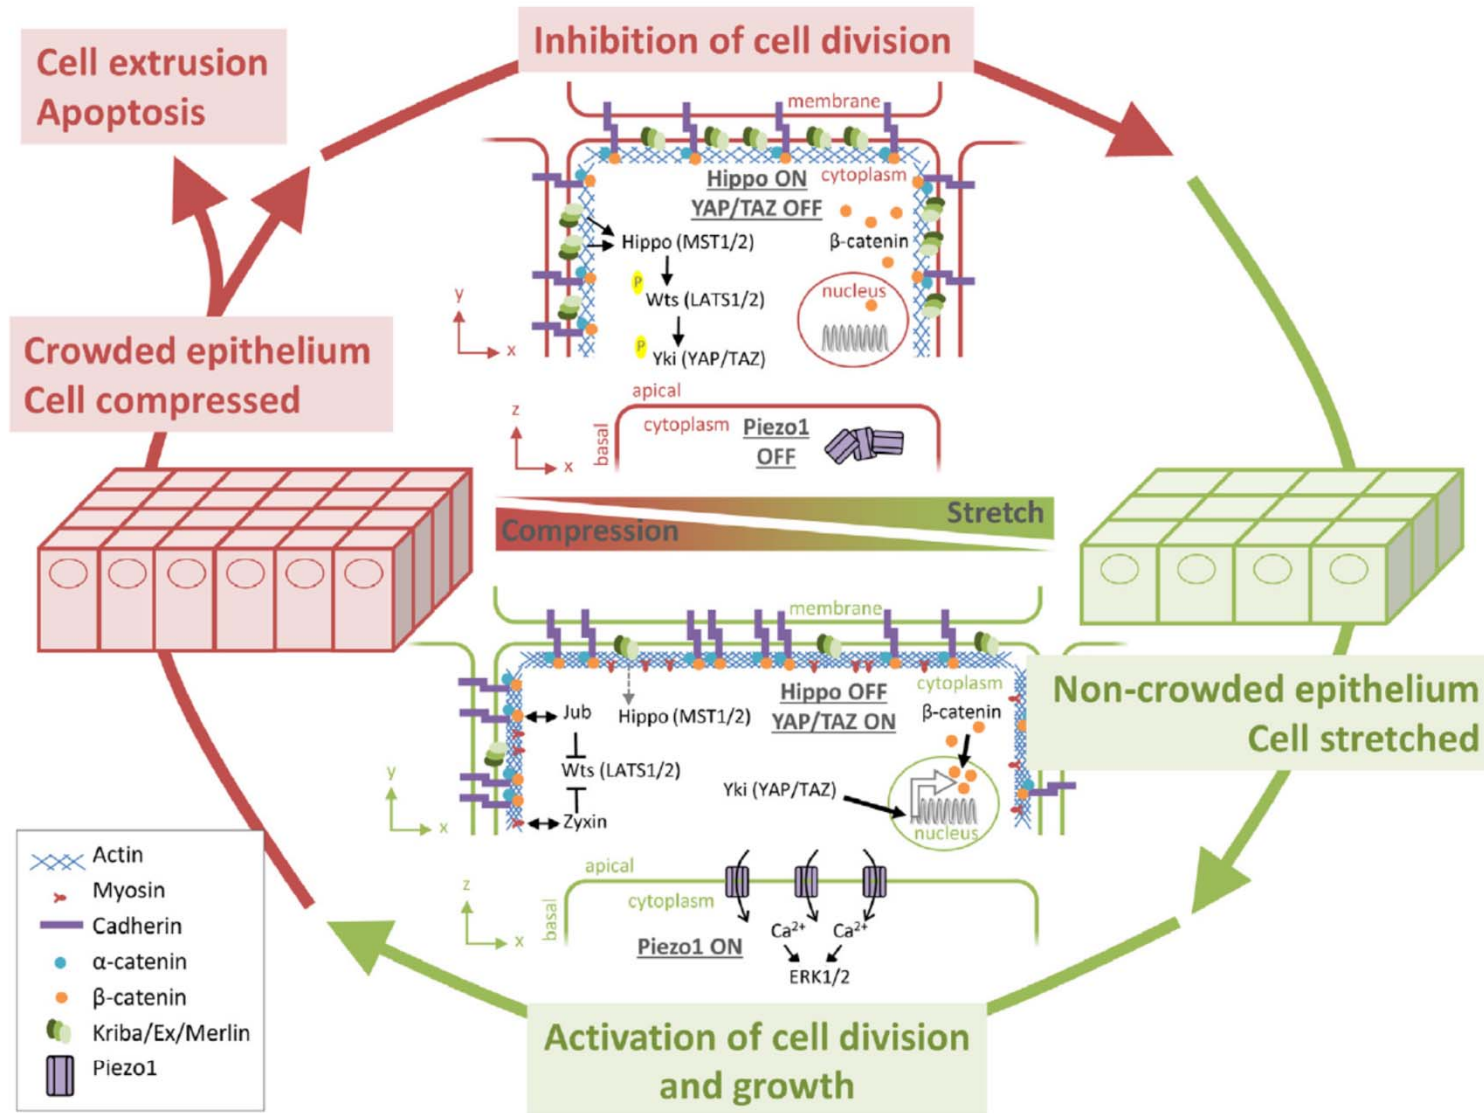 Cell extrusion
Apoptosis
Inhibition of cell division
membrane
cytoplasm
Hippo ON
YAP/TAZ OFF
β-catenin
Hippo (MST1/2)
P
Wts (LATS1/2)
P
Yki (YAP/TAZ)
nucleus
y
x
Crowded epithelium
Cell compressed
apical
z
cytoplasm
Piezo1
OFF
basal
x
Compression
Stretch
membrane
cytoplasm
Hippo OFF
YAP/TAZ ON
β-catenin
Jub
Hippo (MST1/2)
Wts (LATS1/2)
Yki (YAP/TAZ)
Zyxin
nucleus
y
x
Non-crowded epithelium
Cell stretched
apical
z
cytoplasm
basal
x
Piezo1 ON
Ca²⁺
Ca²⁺
ERK1/2
Actin
Myosin
Cadherin
α-catenin
β-catenin
Kriba/Ex/Merlin
Piezo1
Activation of cell division
and growth